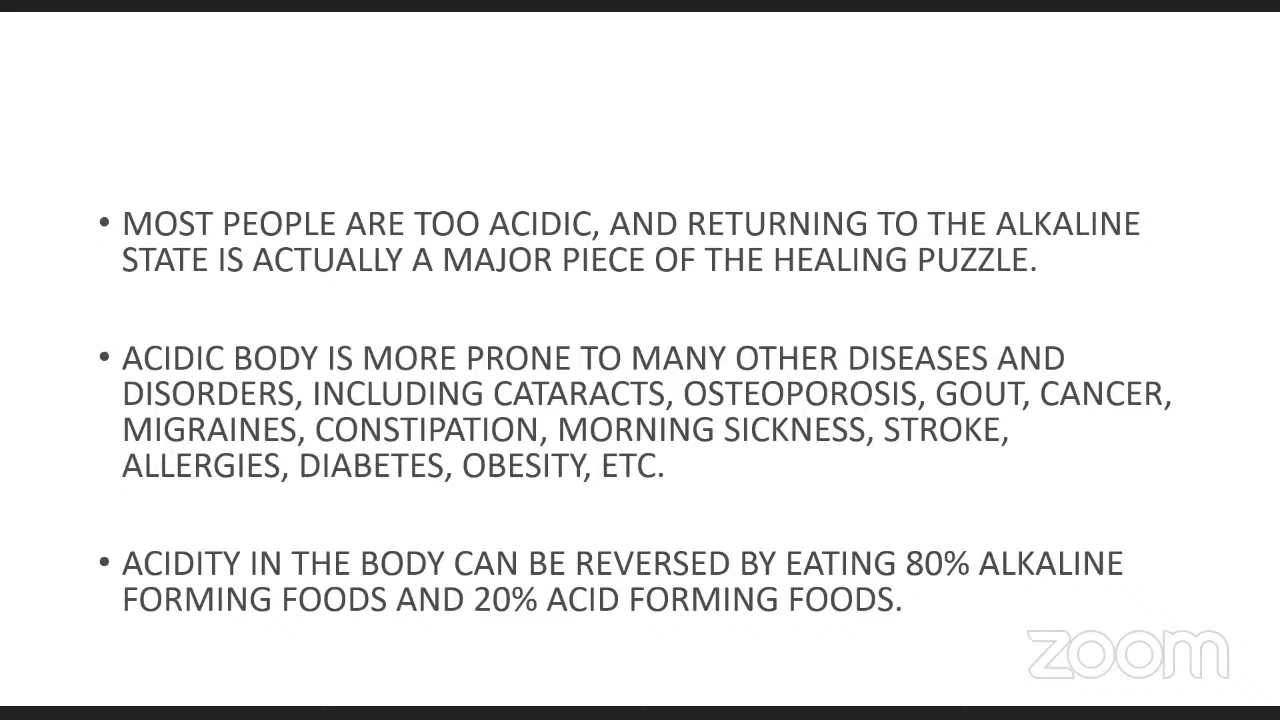 • MOST PEOPLE ARE TOO ACIDIC, AND RETURNING TO THE ALKALINE
STATE IS ACTUALLY A MAJOR PIECE OF THE HEALING PUZZLE.
• ACIDIC BODY IS MORE PRONE TO MANY OTHER DISEASES AND
DISORDERS, INCLUDING CATARACTS, OSTEOPOROSIS, GOUT, CANCER,
MIGRAINES, CONSTIPATION, MORNING SICKNESS, STROKE,
ALLERGIES, DIABETES, OBESITY, ETC.
• ACIDITY IN THE BODY CAN BE REVERSED BY EATING 80% ALKALINE
FORMING FOODS AND 20% ACID FORMING FOODS.
zoom